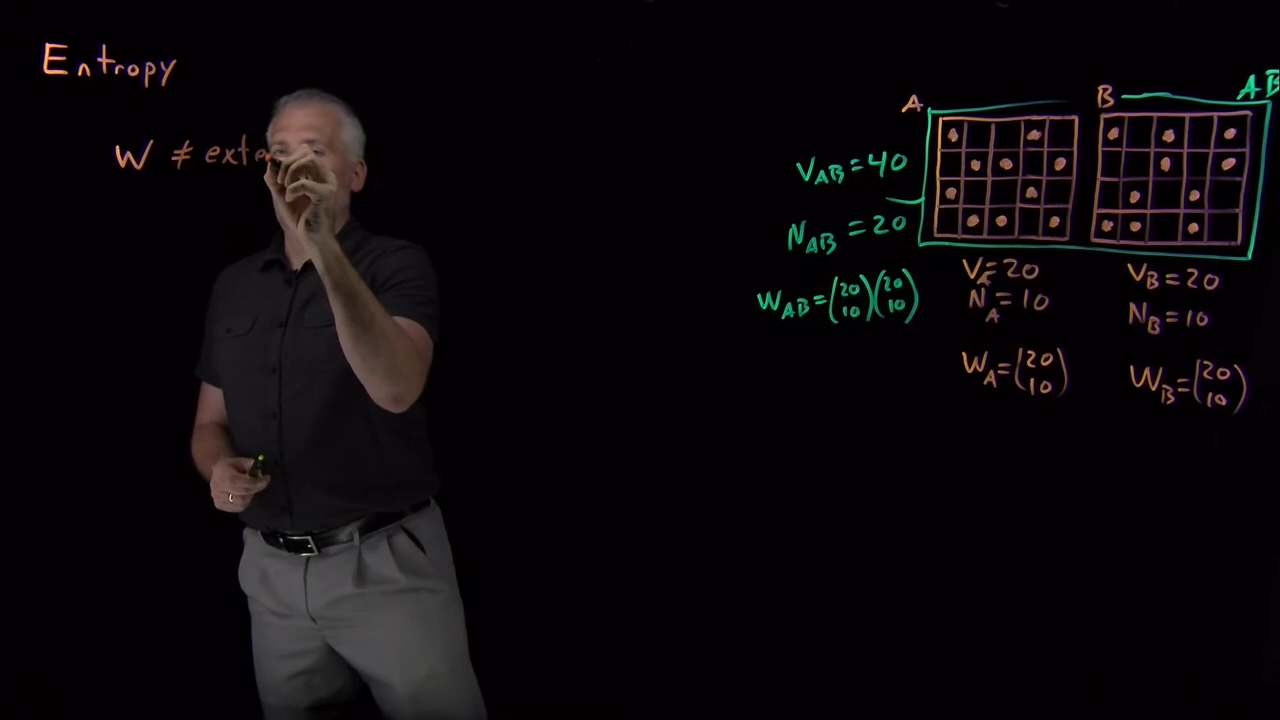 Entropy
W ≠ exte
A B AB
V_AB = 40
N_AB = 20
W_AB = (20 10)(20 10)
V_A = 20
N_A = 10
W_A = (20 10)
V_B = 20
N_B = 10
W_B = (20 10)